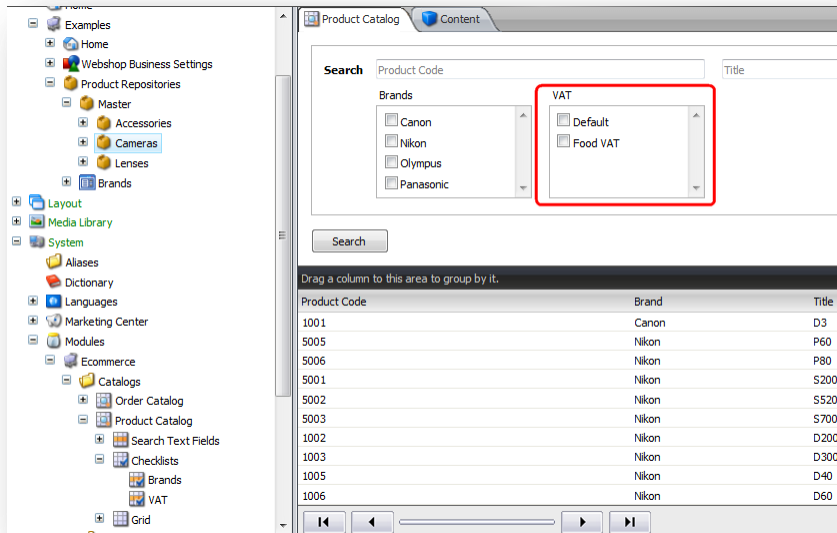 Home
Examples
Home
Webshop Business Settings
Product Repositories
Master
Accessories
Cameras
Lenses
Brands
Layout
Media Library
System
Aliases
Dictionary
Languages
Marketing Center
Modules
Ecommerce
Catalogs
Order Catalog
Product Catalog
Search Text Fields
Checklists
Brands
VAT
Grid
Product Catalog Content
Search Product Code Title
Brands VAT
Canon Default
Nikon Food VAT
Olympus
Panasonic
Search
Drag a column to this area to group by it.
Product Code Brand Title
1001 Canon D3
5005 Nikon P60
5006 Nikon P80
5001 Nikon S200
5002 Nikon S520
5003 Nikon S700
1002 Nikon D200
1003 Nikon D300
1005 Nikon D40
1006 Nikon D60